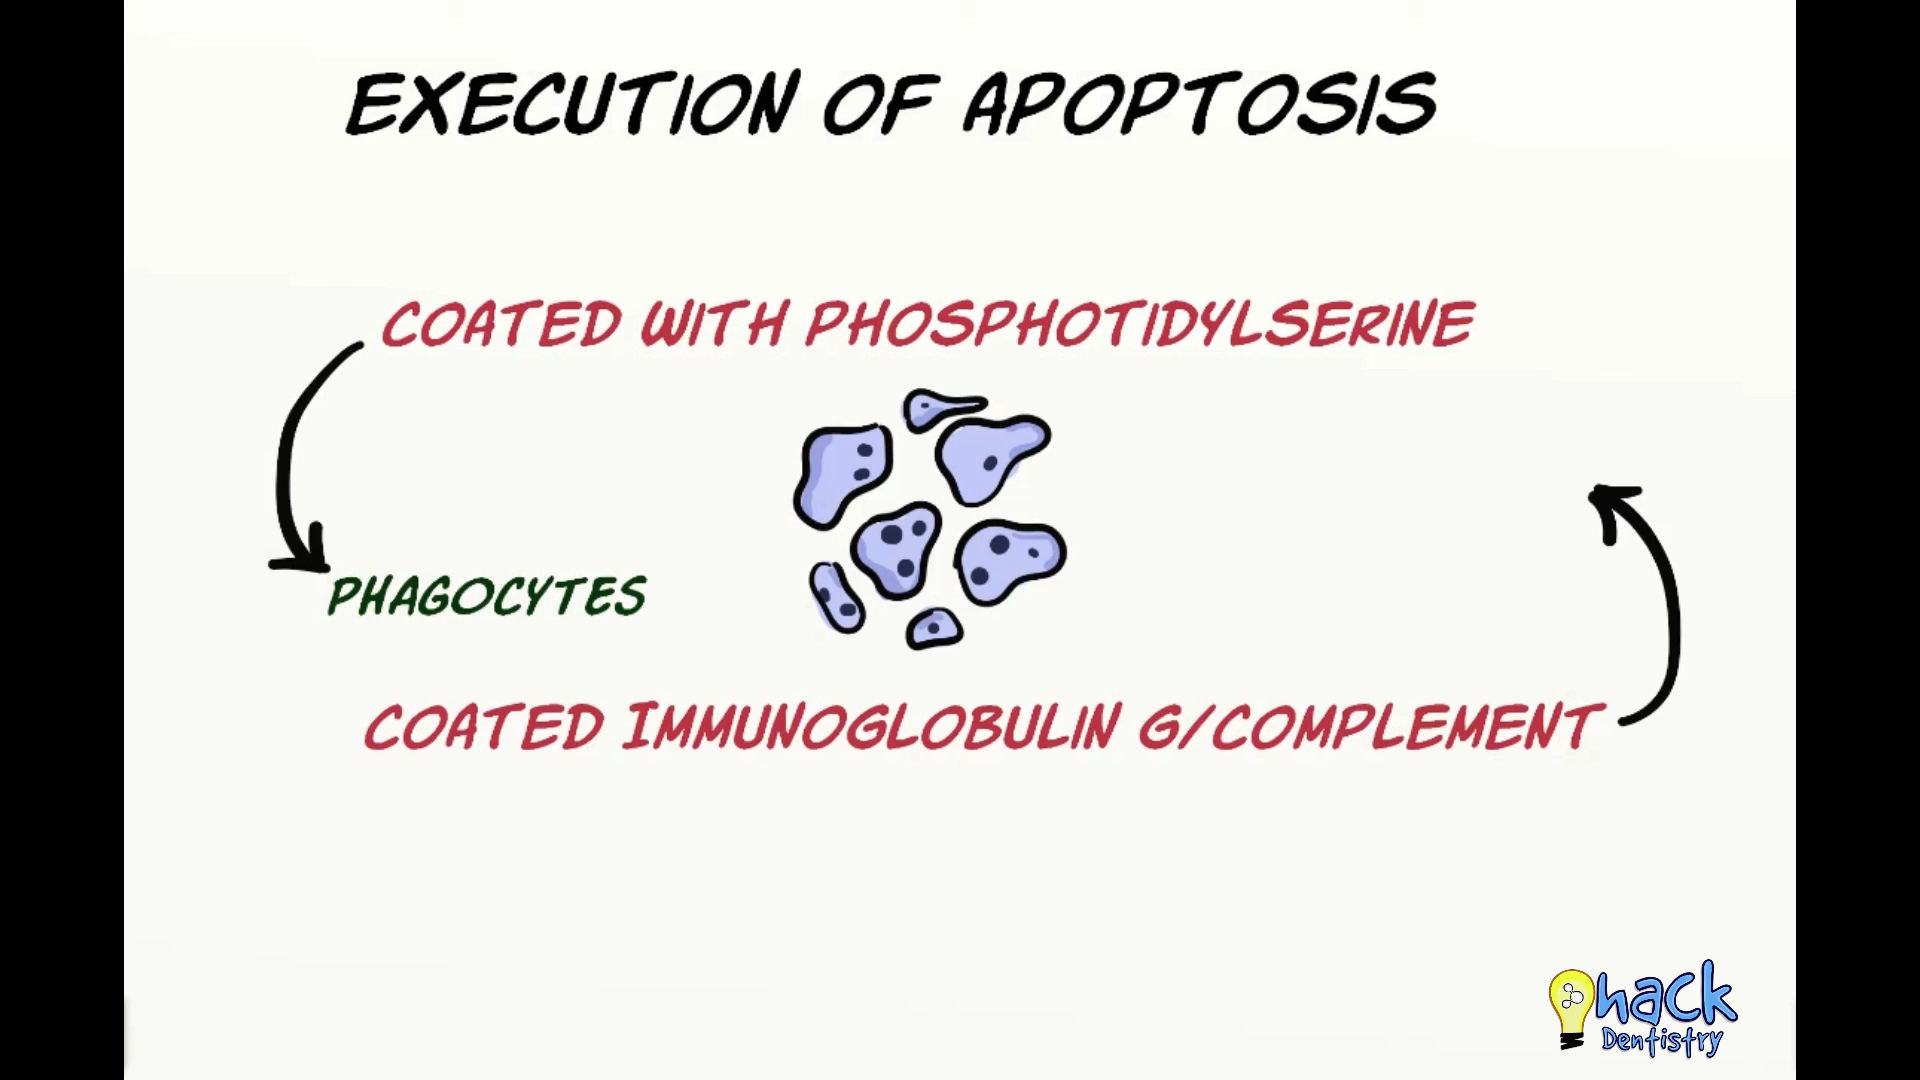 EXECUTION OF APOPTOSIS
COATED WITH PHOSPHOTIDYLSERINE
PHAGOCYTES
COATED IMMUNOGLOBULIN G/COMPLEMENT
hack
Dentistry